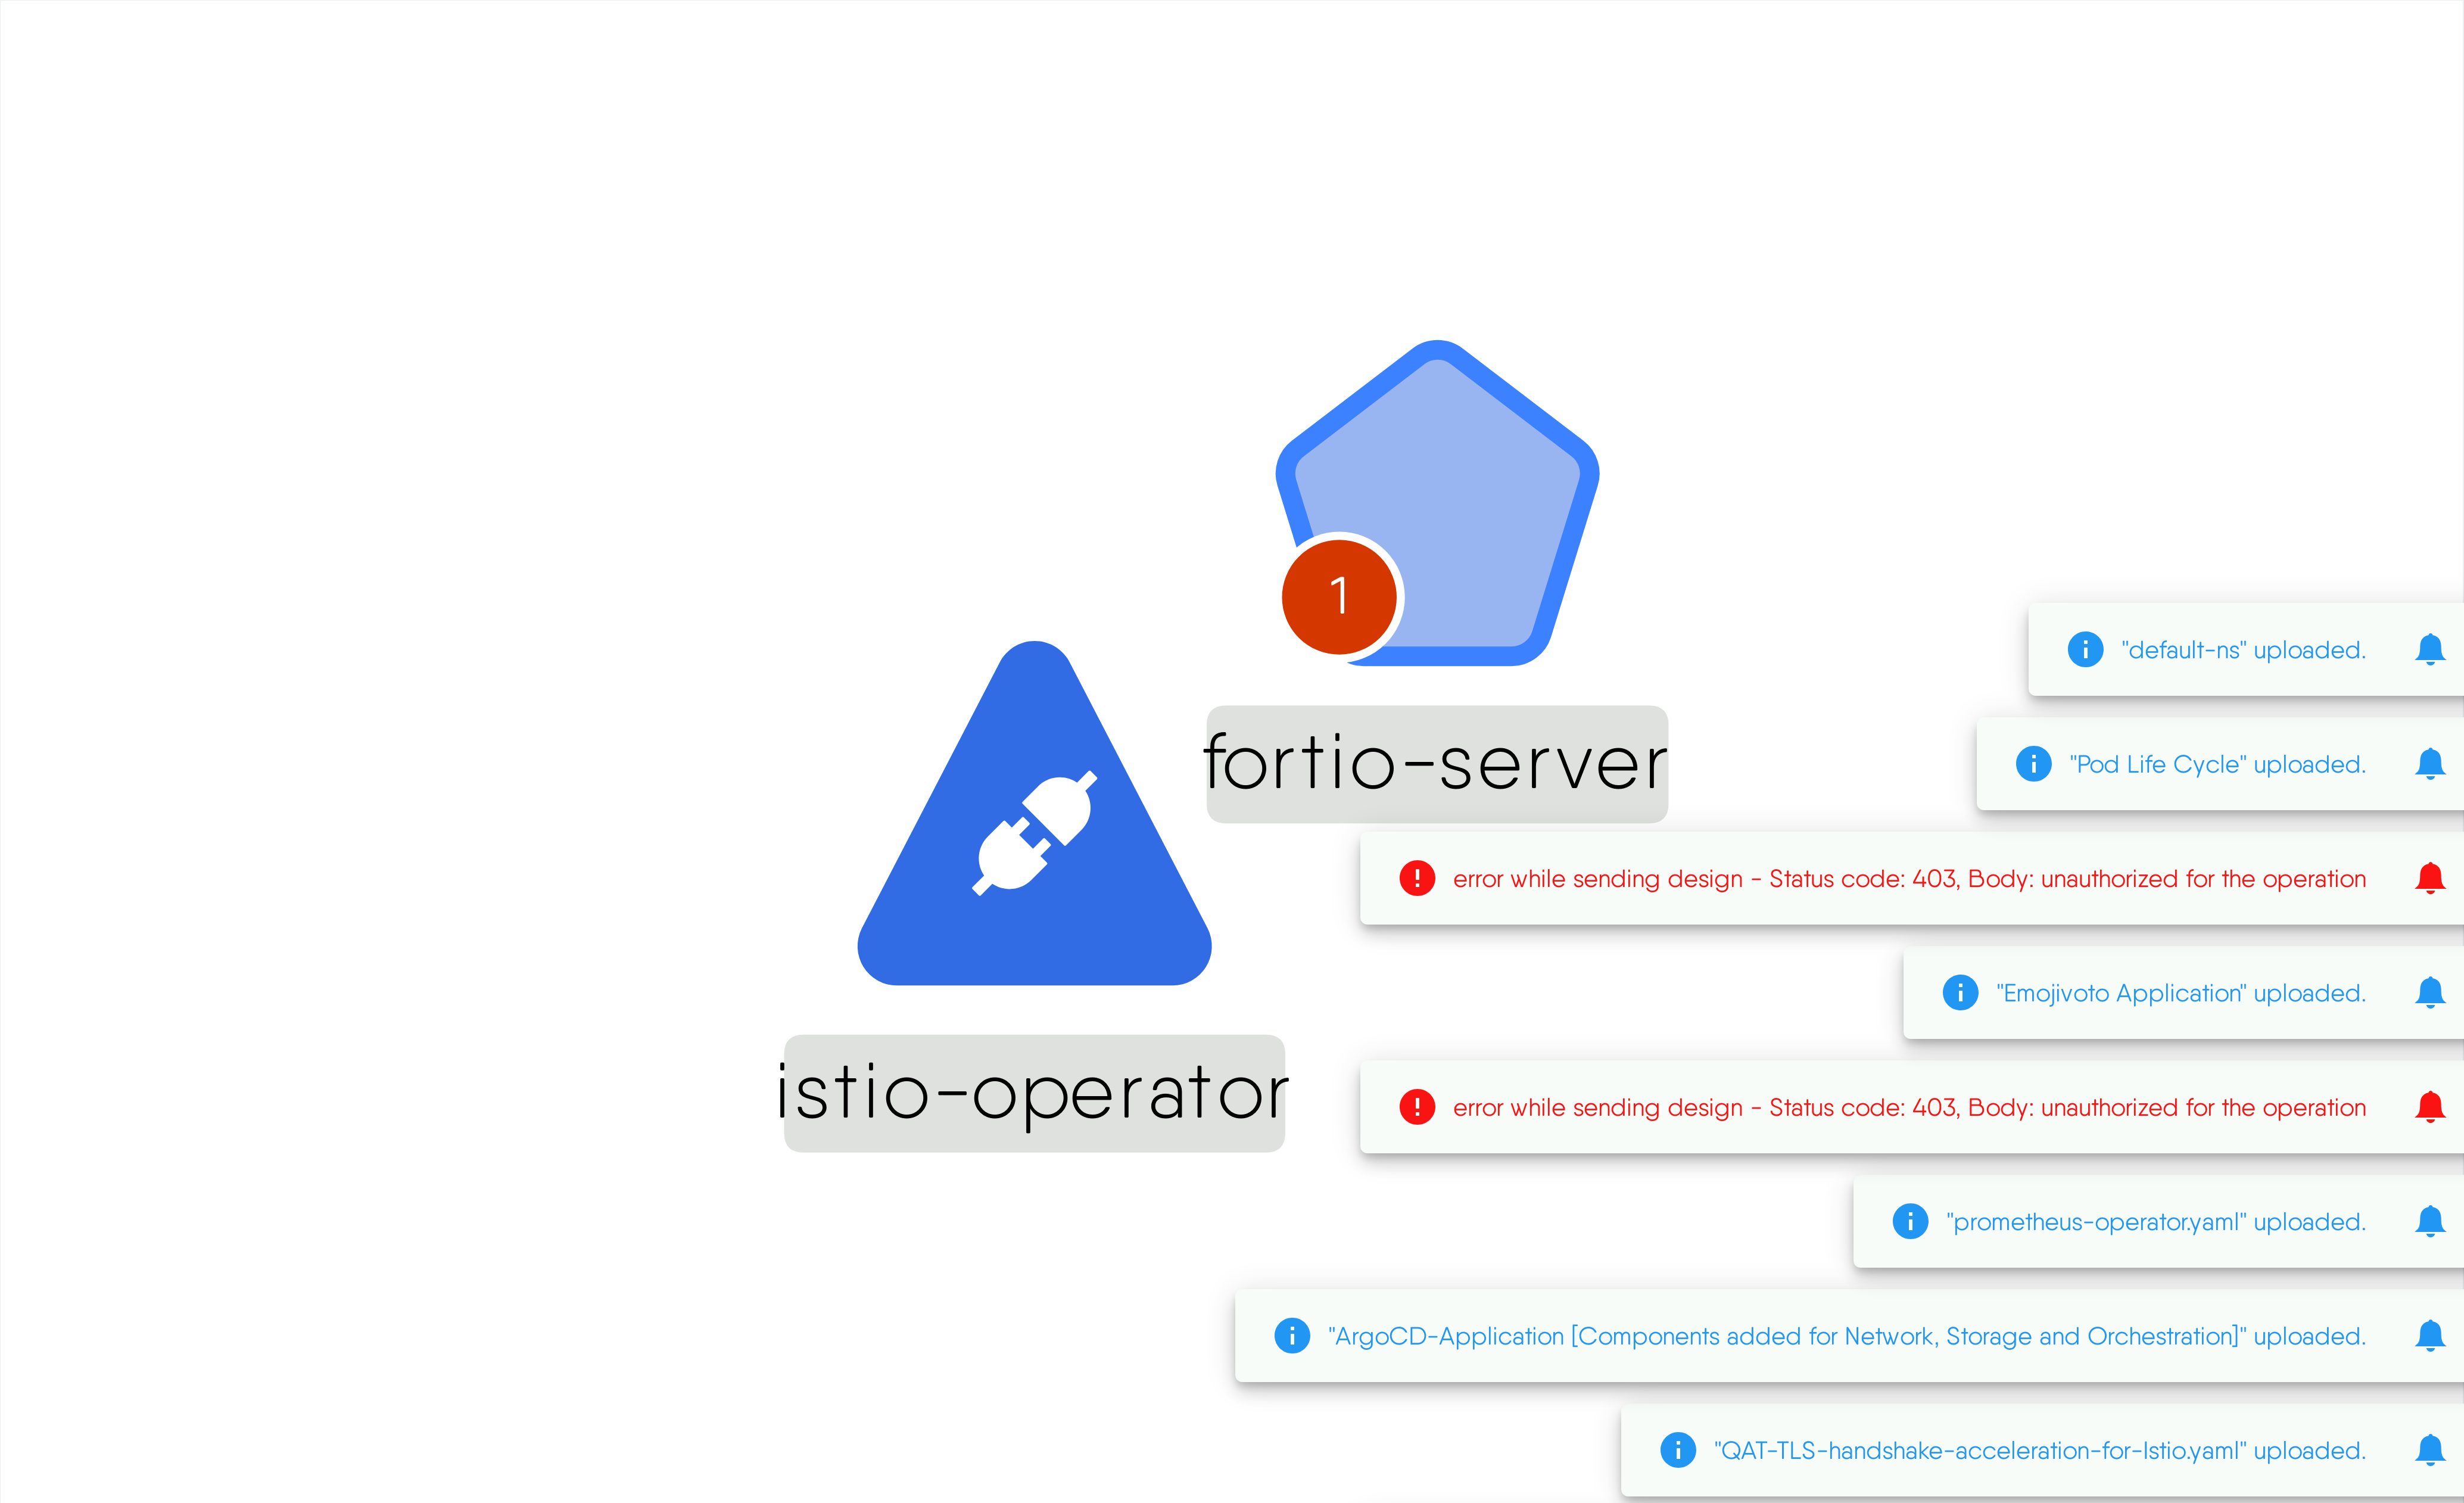 1
fortio-server
istio-operator
"default-ns" uploaded.
"Pod Life Cycle" uploaded.
error while sending design - Status code: 403, Body: unauthorized for the operation
"Emojivoto Application" uploaded.
error while sending design - Status code: 403, Body: unauthorized for the operation
"prometheus-operator.yaml" uploaded.
"ArgoCD-Application [Components added for Network, Storage and Orchestration]" uploaded.
"QAT-TLS-handshake-acceleration-for-Istio.yaml" uploaded.